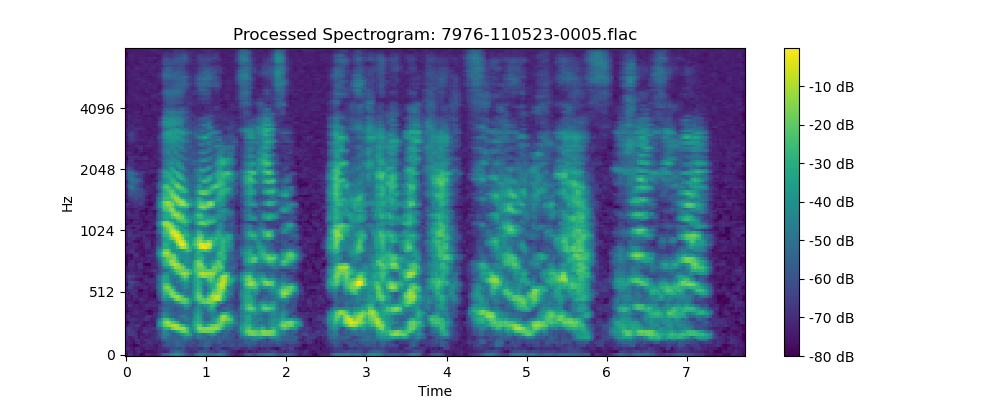 Processed Spectrogram: 7976-110523-0005.flac
Hz
4096
2048
1024
512
0
0 1 2 3 4 5 6 7
Time
-10 dB
-20 dB
-30 dB
-40 dB
-50 dB
-60 dB
-70 dB
-80 dB